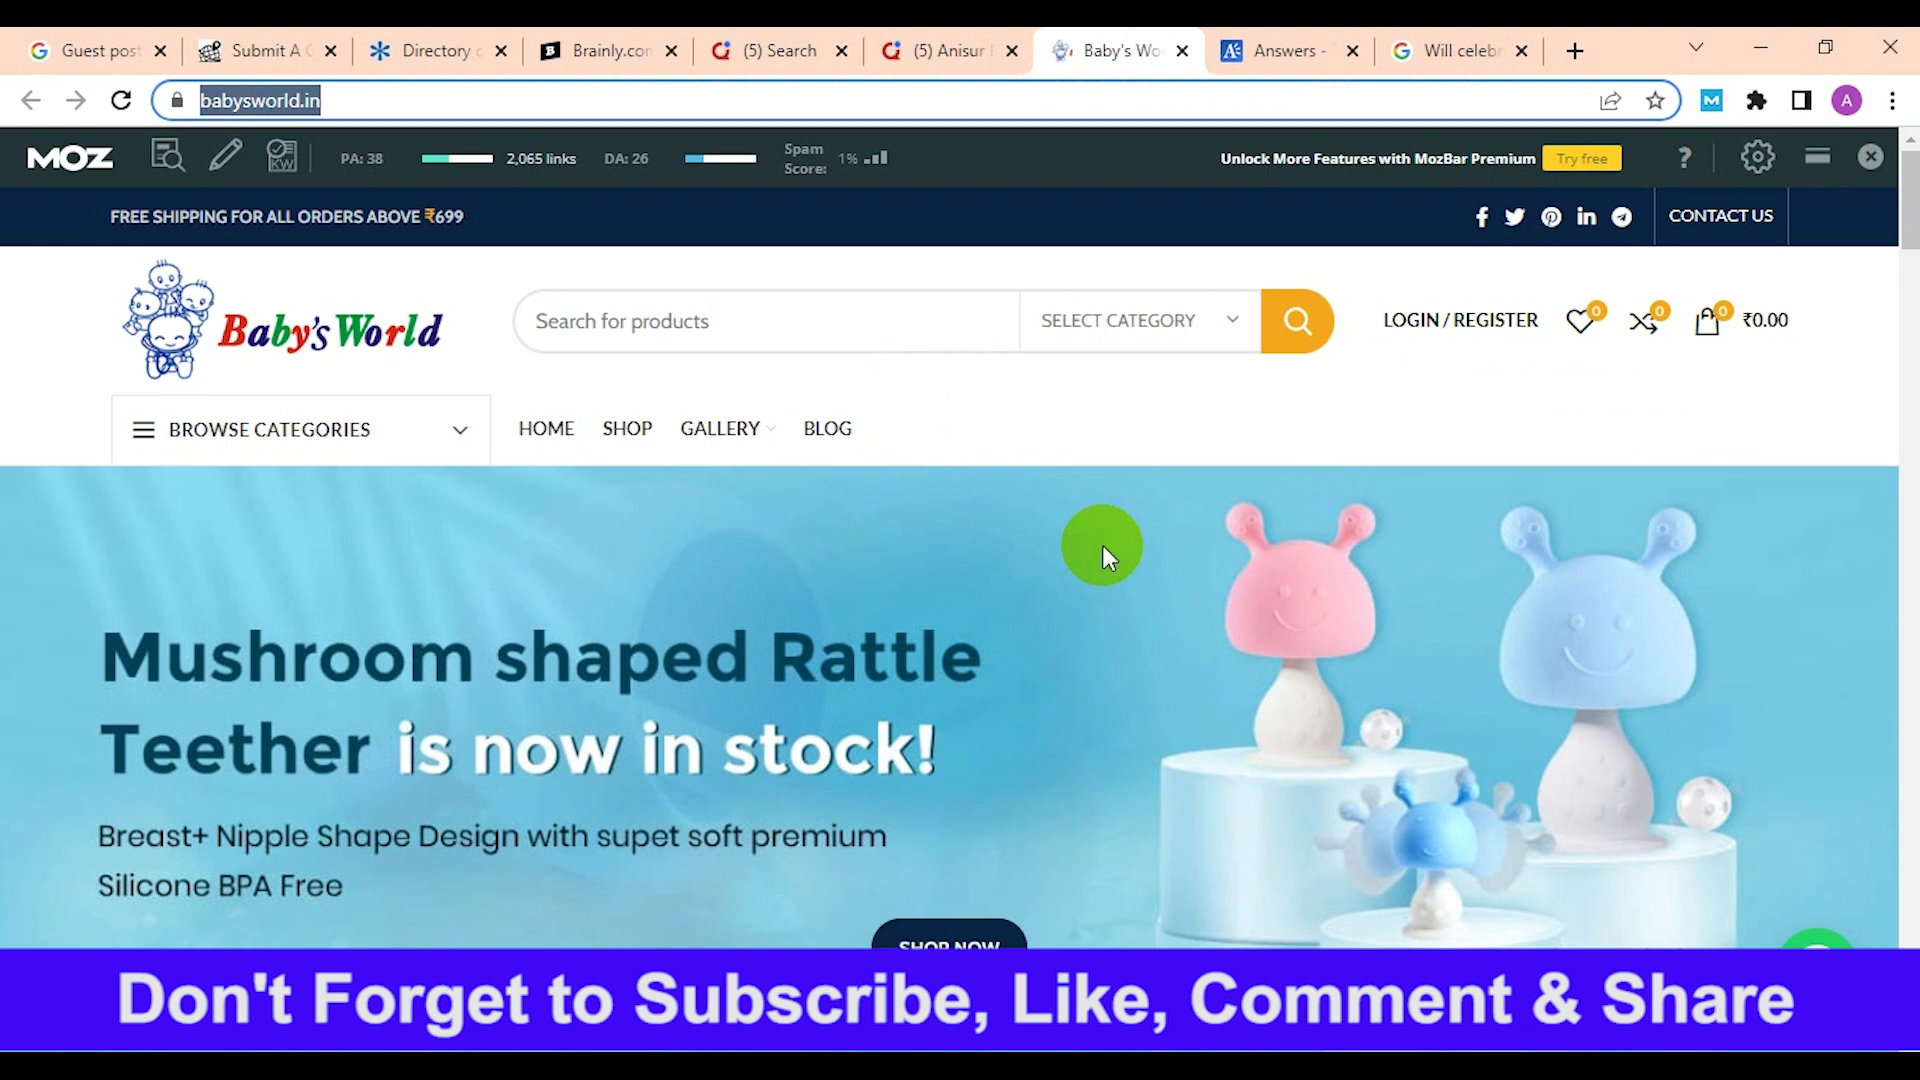 Guest post
Submit A G
Directory
Brainly.com
(5) Search
(5) Anisur
Baby's Wo
Answers -
Will celebr
babysworld.in
A
MOZ
KW
PA: 38
2,065 links
DA: 26
Spam
Score:
1%
Unlock More Features with MozBar Premium
Try free
?
FREE SHIPPING FOR ALL ORDERS ABOVE ₹699
CONTACT US
Baby's World
Search for products
SELECT CATEGORY
LOGIN / REGISTER
0
0
0
₹0.00
BROWSE CATEGORIES
HOME
SHOP
GALLERY
BLOG
Mushroom shaped Rattle
Teether is now in stock!
Breast+ Nipple Shape Design with supet soft premium
Silicone BPA Free
SHOP NOW
Don't Forget to Subscribe, Like, Comment & Share